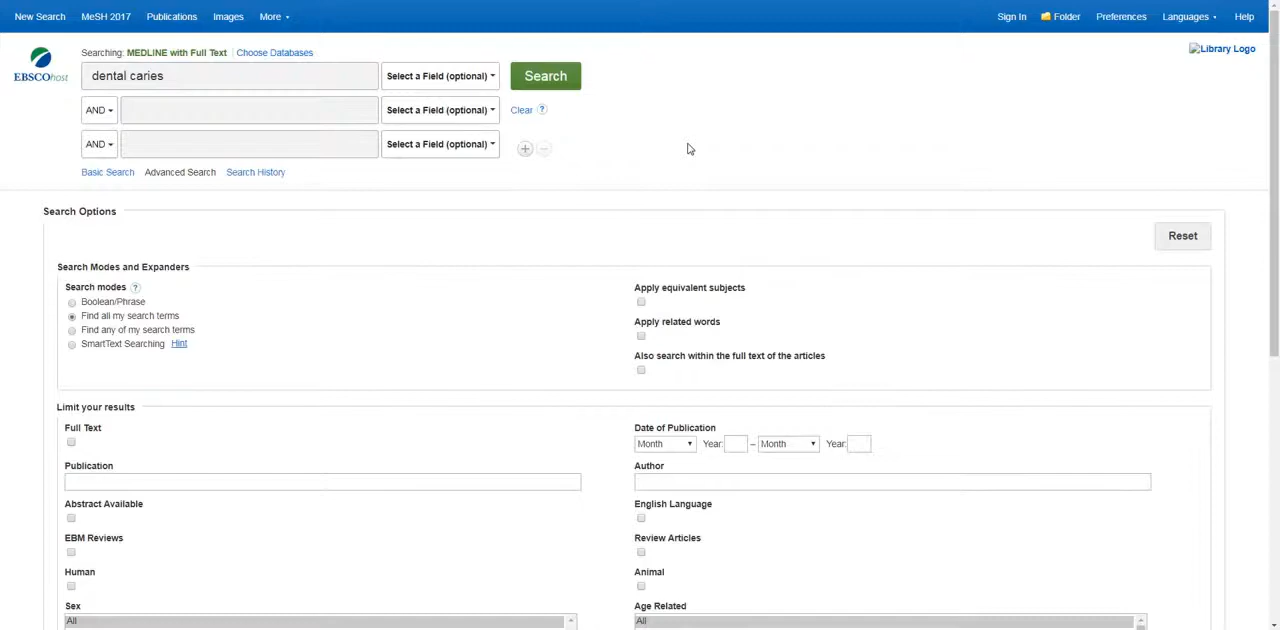 New Search MeSH 2017 Publications Images More Sign In Folder Preferences Languages Help
Library Logo
Searching: MEDLINE with Full Text Choose Databases
EBSCOhost
dental caries Select a Field (optional) Search
AND Select a Field (optional) Clear ?
AND Select a Field (optional) + −
Basic Search Advanced Search Search History
Search Options
Reset
Search Modes and Expanders
Search modes ? Apply equivalent subjects
Boolean/Phrase
Find all my search terms Apply related words
Find any of my search terms
SmartText Searching Hint
Also search within the full text of the articles
Limit your results
Full Text Date of Publication
Month Year: – Month Year:
Publication Author
Abstract Available English Language
EBM Reviews Review Articles
Human Animal
Sex Age Related
All All